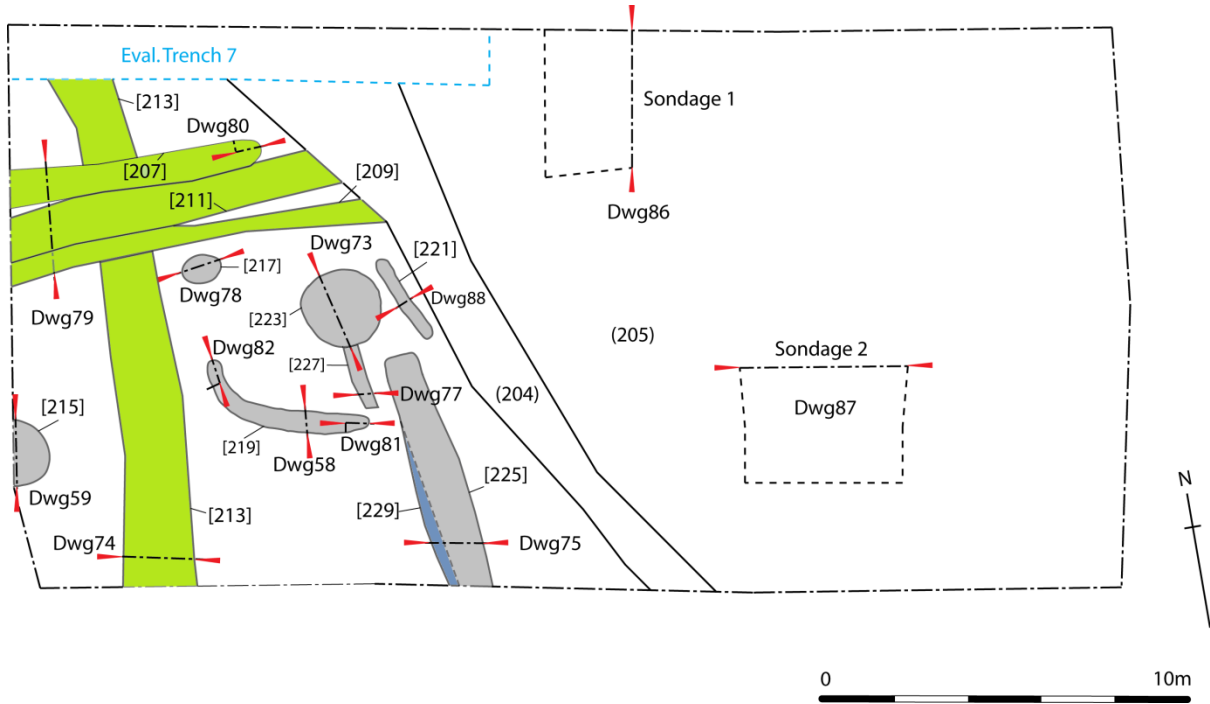 Eval. Trench 7
[213]
Sondage 1
Dwg80
[207]
[209]
[211]
Dwg86
Dwg73
[221]
[217]
Dwg78
Dwg88
Dwg79
[223]
(205)
Dwg82
Sondage 2
[227]
Dwg77
(204)
Dwg87
[215]
[219]
Dwg81
Dwg58
[225]
Dwg59
[213]
[229]
N
Dwg74
Dwg75
0
10m